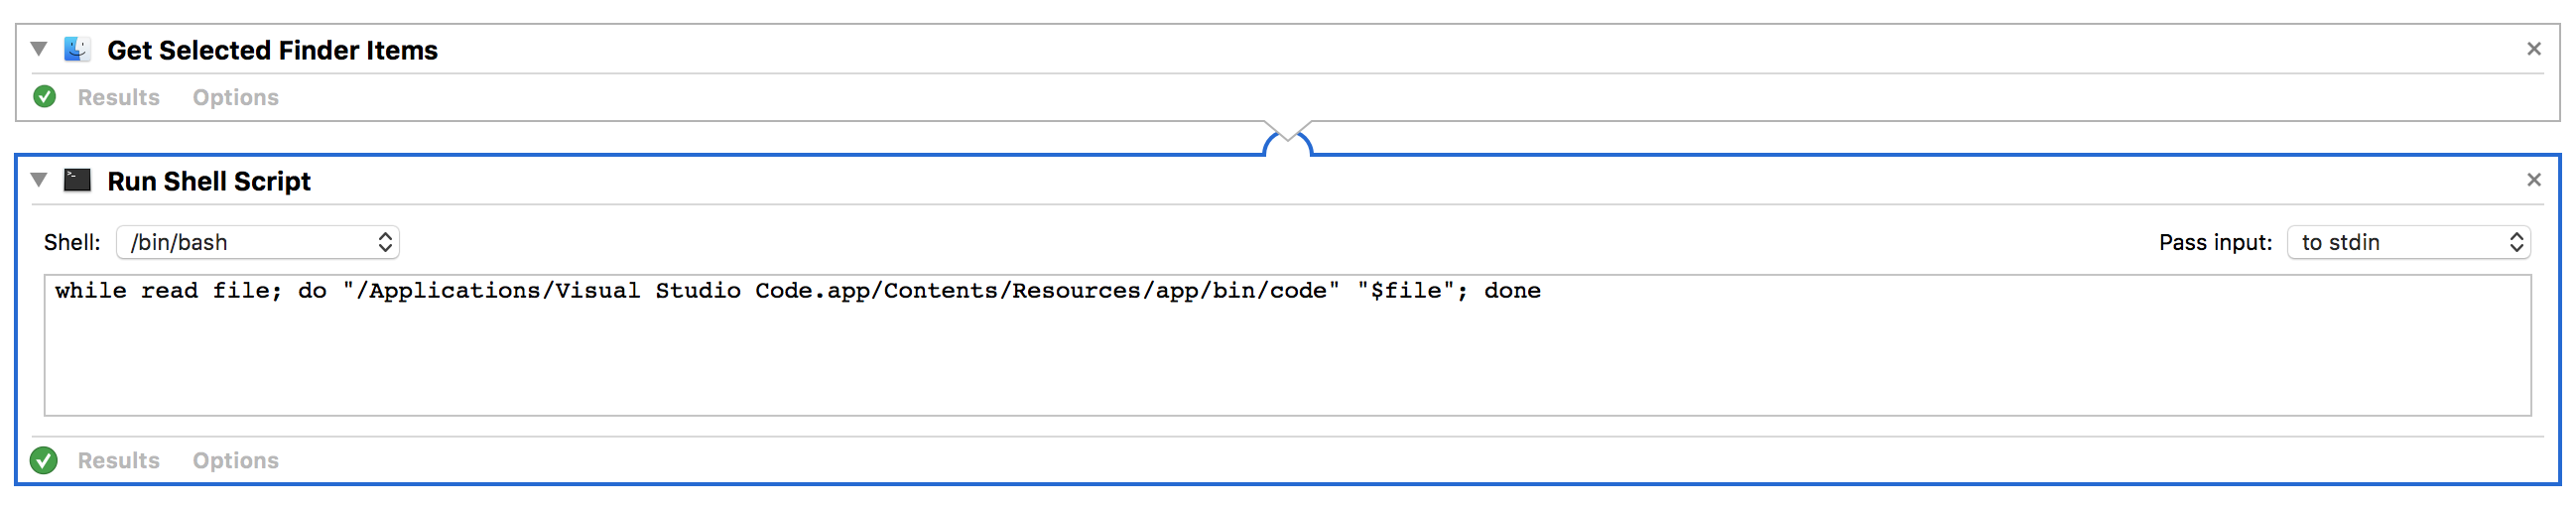 Get Selected Finder Items
Results Options
Run Shell Script
Shell: /bin/bash Pass input: to stdin
while read file; do "/Applications/Visual Studio Code.app/Contents/Resources/app/bin/code" "$file"; done
Results Options